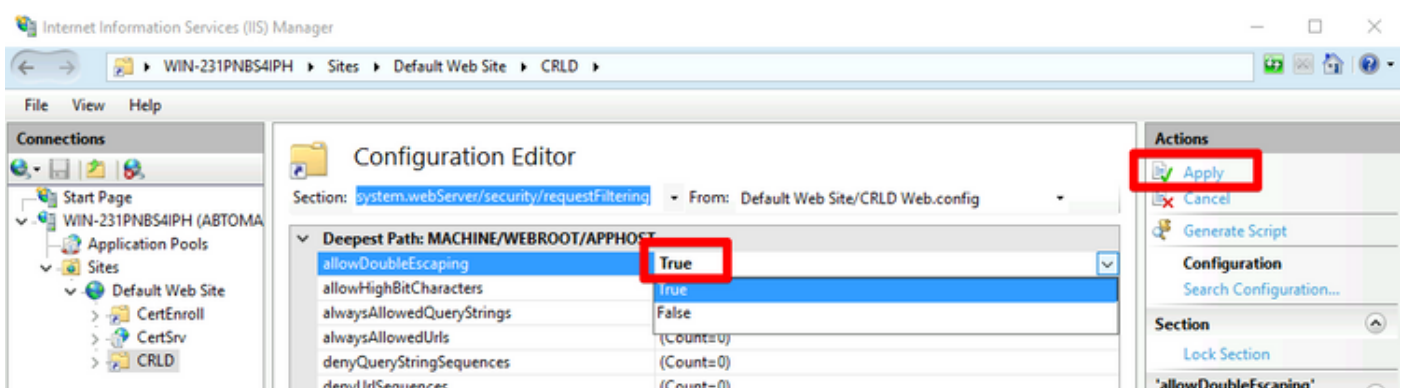 Internet Information Services (IIS) Manager
WIN-231PNBS4IPH Sites Default Web Site CRLD
File View Help
Connections
Start Page
WIN-231PNBS4IPH (ABTOMA
Application Pools
Sites
Default Web Site
CertEnroll
CertSrv
CRLD
Configuration Editor
Section: system.webServer/security/requestFiltering From: Default Web Site/CRLD Web.config
Deepest Path: MACHINE/WEBROOT/APPHOST
allowDoubleEscaping True
allowHighBitCharacters True
alwaysAllowedQueryStrings False
alwaysAllowedUrls (Count=0)
denyQueryStringSequences (Count=0)
denyUrlSequences (Count=0)
Actions
Apply
Cancel
Generate Script
Configuration
Search Configuration...
Section
Lock Section
'allowDoubleEscaping'